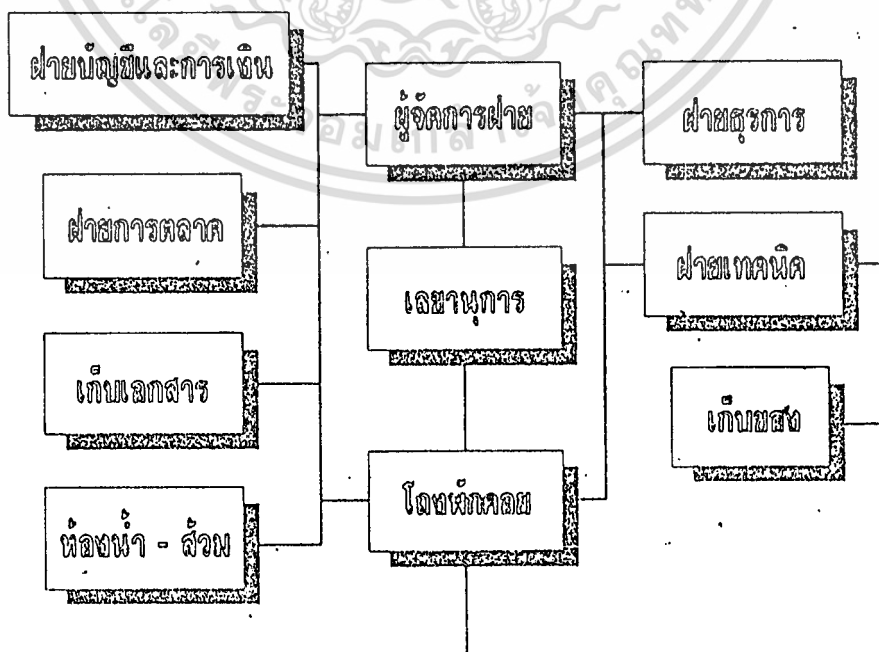 ฝ่ายบัญชีและการเงิน
ผู้จัดการฝ่าย
ฝ่ายธุรการ
ฝ่ายการตลาด
เลขานุการ
ฝ่ายเทคนิค
เก็บเอกสาร
โถงพักคอย
เก็บของ
ห้องน้ำ - ส้วม